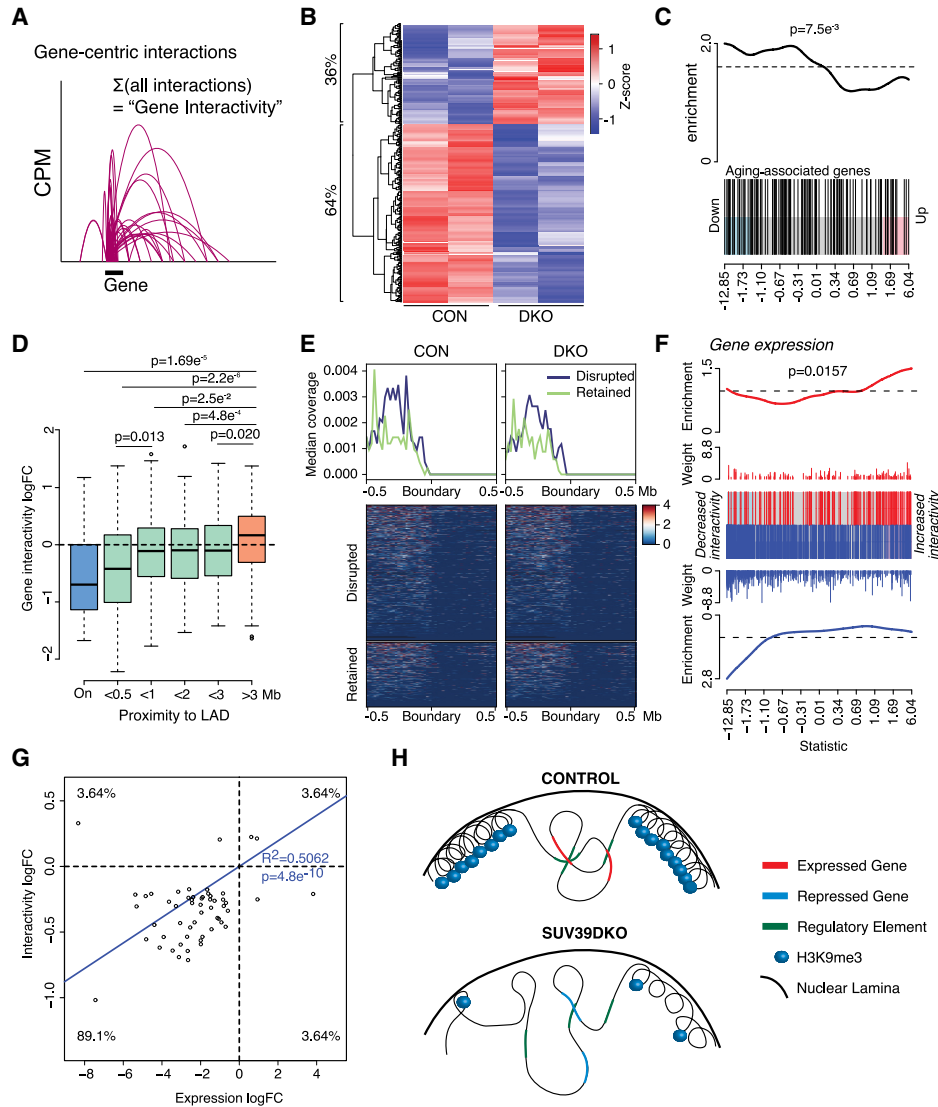 A
Gene-centric interactions
Σ(all interactions)
= “Gene Interactivity”
CPM
Gene
B
36%
64%
CON
DKO
1
0
-1
Z-score
C
p=7.5e-3
enrichment
2.0
0
Aging-associated genes
Down
Up
-12.85
-1.73
-1.10
-0.67
-0.31
0.01
0.34
0.69
1.09
1.69
6.04
D
p=1.69e-5
p=2.2e-6
p=2.5e-2
p=4.8e-4
p=0.013
p=0.020
Gene interactivity logFC
2
1
0
-1
-2
On
<0.5
<1
<2
<3
>3
Mb
Proximity to LAD
E
CON
DKO
Median coverage
0.004
0.003
0.002
0.001
0.000
Disrupted
Retained
-0.5 Boundary 0.5
-0.5 Boundary 0.5 Mb
4
2
0
Disrupted
Retained
-0.5 Boundary 0.5
-0.5 Boundary 0.5 Mb
F
Gene expression
p=0.0157
Enrichment
1.5
0
Weight
8.8
0
Decreased
interactivity
Increased
interactivity
Weight
0
-8.8
Enrichment
0
2.8
-12.85
-1.73
-1.10
-0.67
-0.31
0.01
0.34
0.69
1.09
1.69
6.04
Statistic
G
3.64%
3.64%
R2=0.5062
p=4.8e-10
89.1%
3.64%
Interactivity logFC
0.5
0.0
-0.5
-1.0
-8
-6
-4
-2
0
2
4
Expression logFC
H
CONTROL
SUV39DKO
Expressed Gene
Repressed Gene
Regulatory Element
H3K9me3
Nuclear Lamina